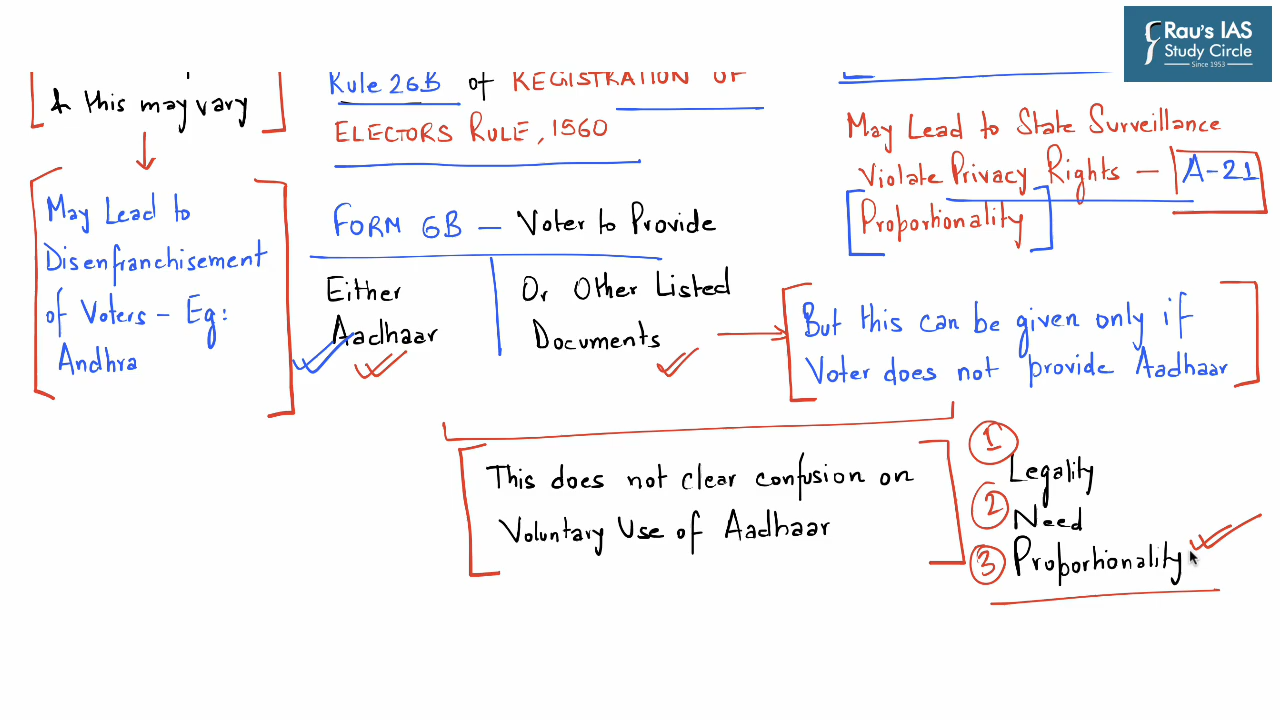 Rau's IAS
Study Circle
Since 1953
& this may vary
May Lead to
Disenfranchisement
of Voters – Eg:
Andhra
Rule 26B of REGISTRATION OF
ELECTORS RULE, 1560
FORM 6B – Voter to Provide
Either
Aadhaar
Or Other Listed
Documents
May Lead to State Surveillance
Violate Privacy Rights – A-21
Proportionality
But this can be given only if
Voter does not provide Aadhaar
This does not clear confusion on
Voluntary Use of Aadhaar
1
Legality
2
Need
3
Proportionality